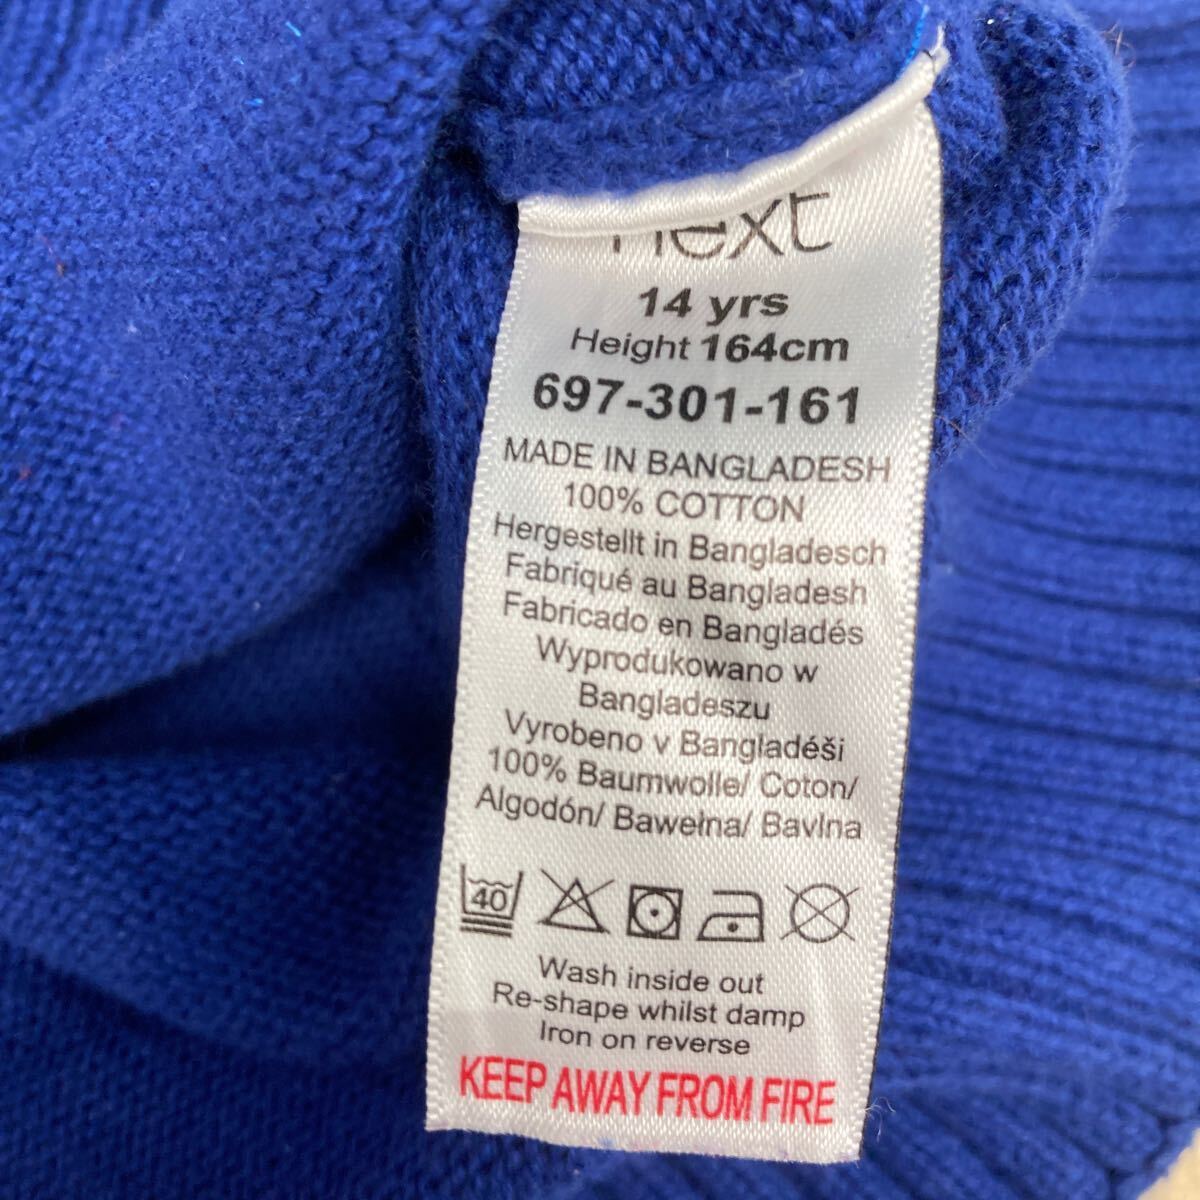 next
14 yrs
Height 164cm
697-301-161
MADE IN BANGLADESH
100% COTTON
Hergestellt in Bangladesch
Fabriqué au Bangladesh
Fabricado en Bangladés
Wyprodukowano w
Bangladeszu
Vyrobeno v Bangladéši
100% Baumwolle/ Coton/
Algodón/ Bawełna/ Bavlna
40
Wash inside out
Re-shape whilst damp
Iron on reverse
KEEP AWAY FROM FIRE